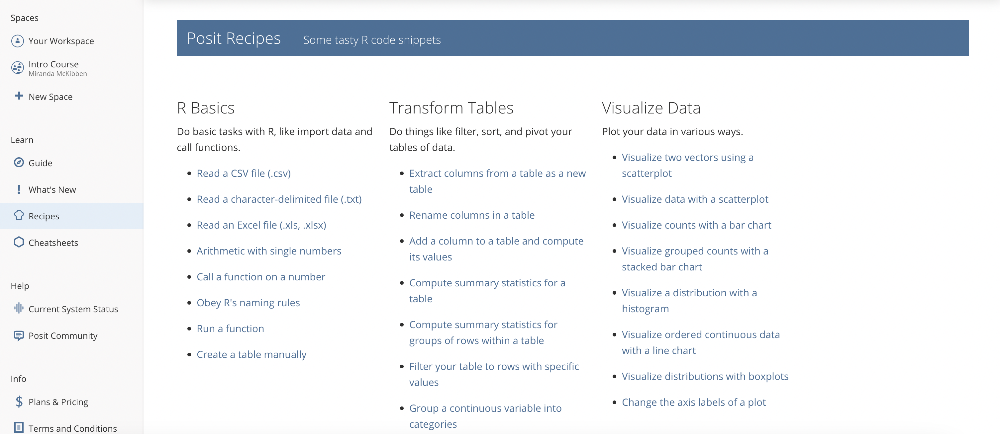 Spaces
Your Workspace
Intro Course
Miranda McKibben
New Space
Learn
Guide
What's New
Recipes
Cheatsheets
Help
Current System Status
Posit Community
Info
Plans & Pricing
Terms and Conditions
Posit Recipes Some tasty R code snippets
R Basics
Do basic tasks with R, like import data and
call functions.
Read a CSV file (.csv)
Read a character-delimited file (.txt)
Read an Excel file (.xls, .xlsx)
Arithmetic with single numbers
Call a function on a number
Obey R's naming rules
Run a function
Create a table manually
Transform Tables
Do things like filter, sort, and pivot your
tables of data.
Extract columns from a table as a new
table
Rename columns in a table
Add a column to a table and compute
its values
Compute summary statistics for a
table
Compute summary statistics for
groups of rows within a table
Filter your table to rows with specific
values
Group a continuous variable into
categories
Visualize Data
Plot your data in various ways.
Visualize two vectors using a
scatterplot
Visualize data with a scatterplot
Visualize counts with a bar chart
Visualize grouped counts with a
stacked bar chart
Visualize a distribution with a
histogram
Visualize ordered continuous data
with a line chart
Visualize distributions with boxplots
Change the axis labels of a plot